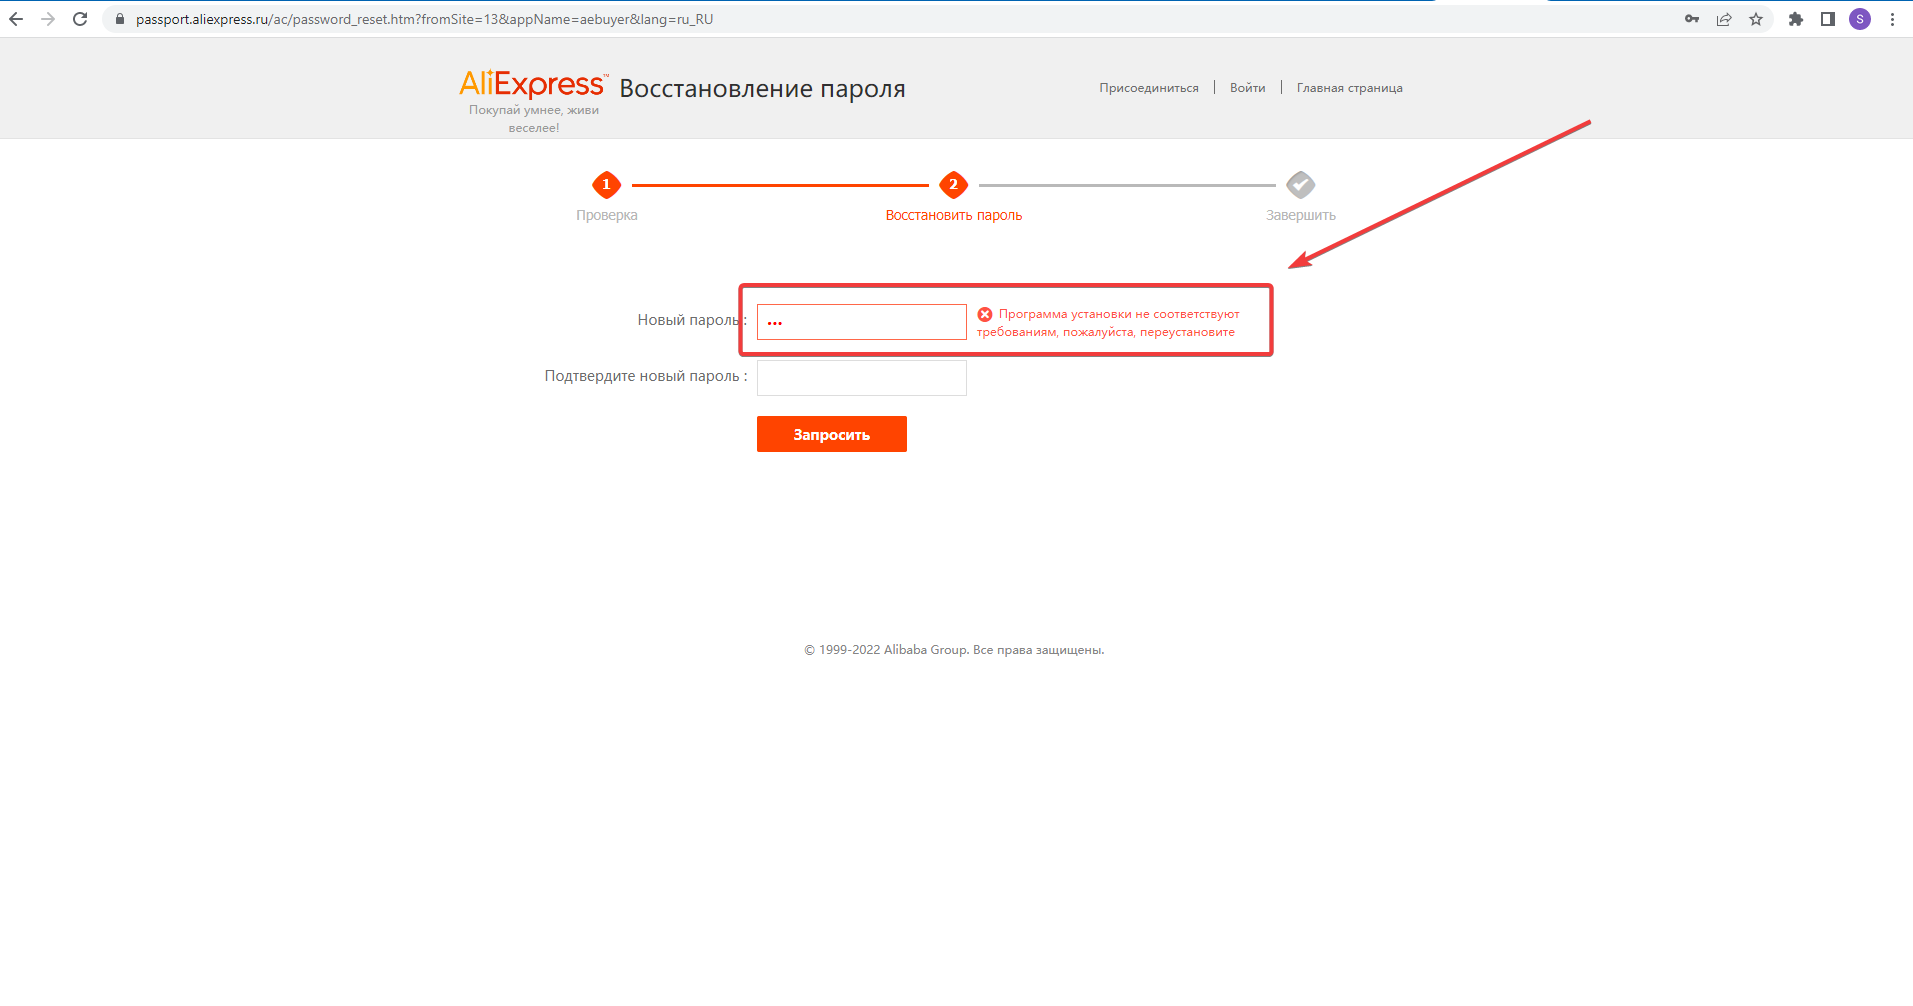 passport.aliexpress.ru/ac/password_reset.htm?fromSite=13&appName=aebuyer&lang=ru_RU
S
AliExpress™
Восстановление пароля
Присоединиться
Войти
Главная страница
Покупай умнее, живи
веселее!
1
2
Проверка
Восстановить пароль
Завершить
Новый пароль :
•••
Программа установки не соответствуют
требованиям, пожалуйста, переустановите
Подтвердите новый пароль :
Запросить
© 1999-2022 Alibaba Group. Все права защищены.